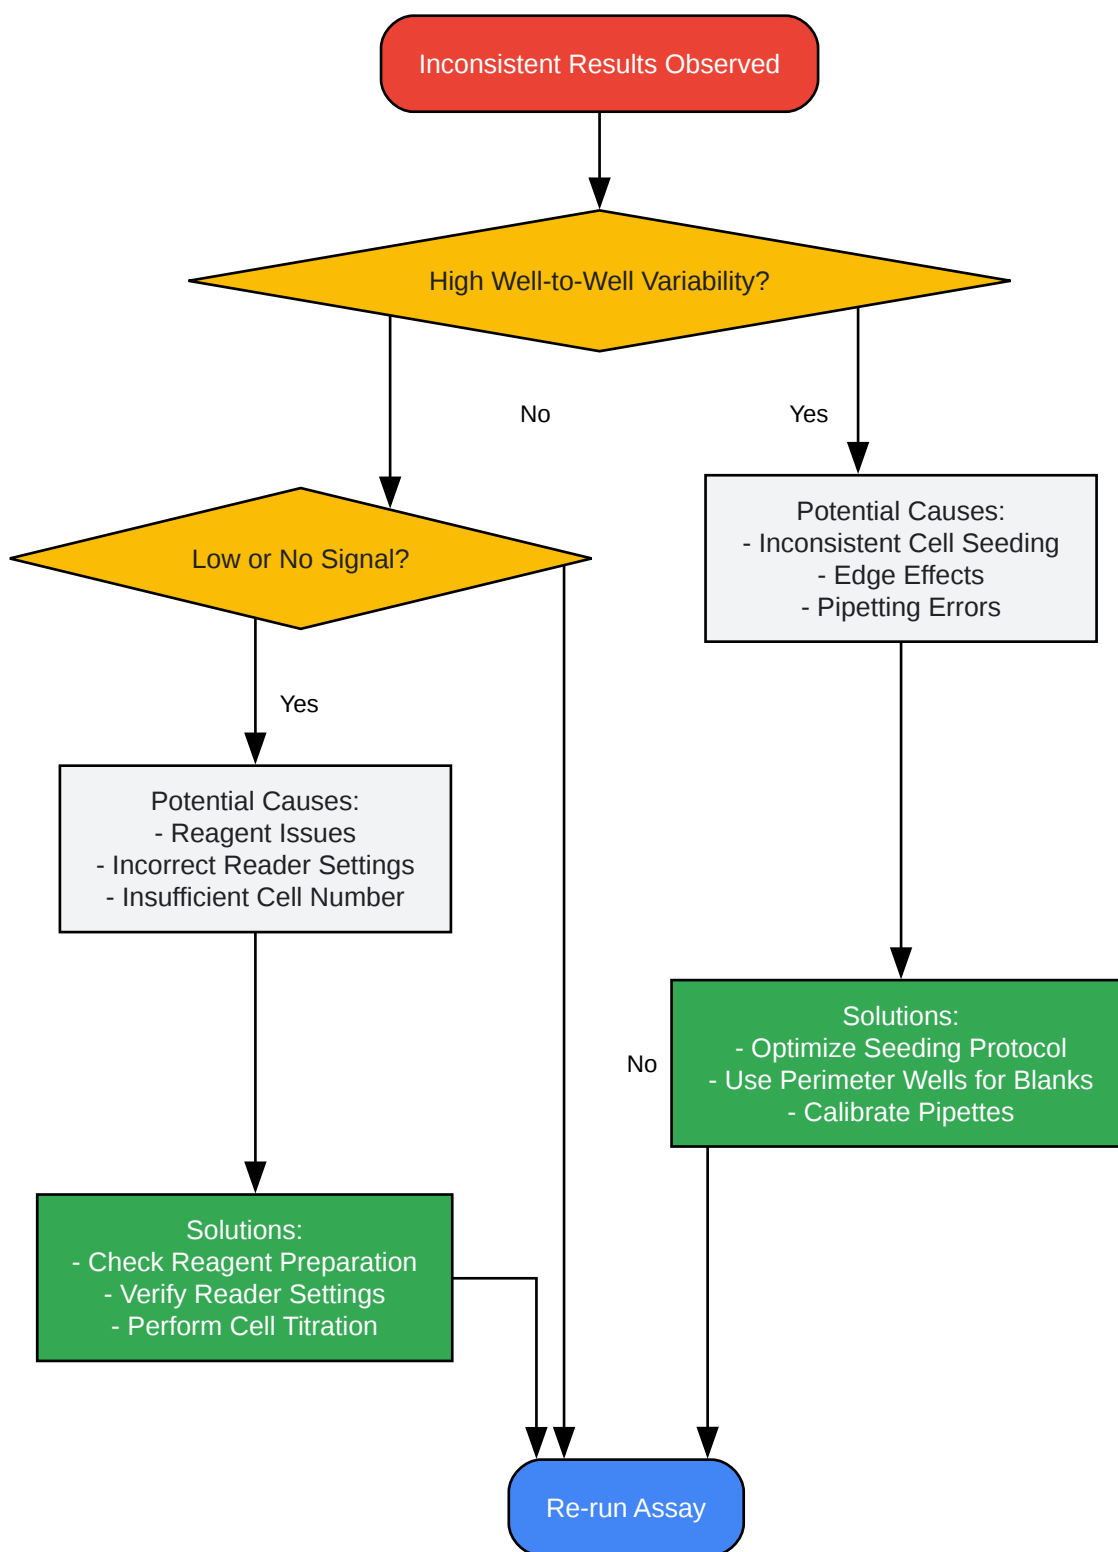 Inconsistent Results Observed
High Well-to-Well Variability?
No
Yes
Low or No Signal?
Potential Causes:
- Inconsistent Cell Seeding
- Edge Effects
- Pipetting Errors
Yes
Potential Causes:
- Reagent Issues
- Incorrect Reader Settings
- Insufficient Cell Number
No
Solutions:
- Optimize Seeding Protocol
- Use Perimeter Wells for Blanks
- Calibrate Pipettes
Solutions:
- Check Reagent Preparation
- Verify Reader Settings
- Perform Cell Titration
Re-run Assay